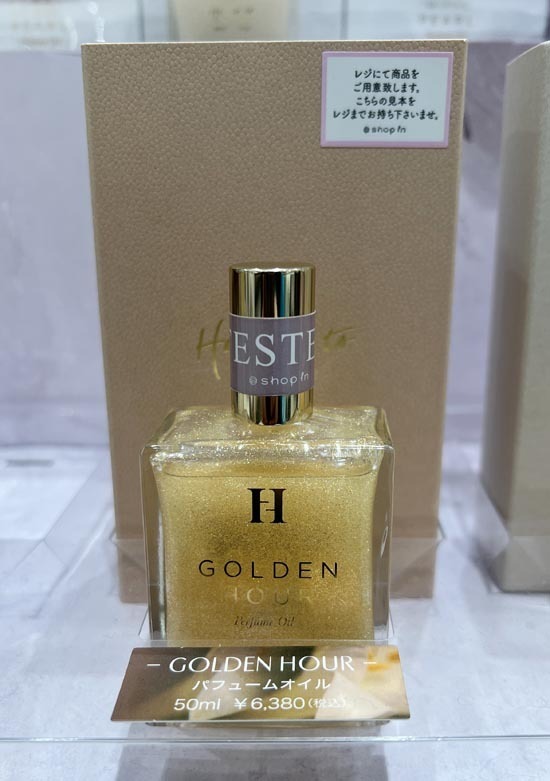 レジにて商品を
ご用意致します。
こちらの見本を
レジまでお持ち下さいませ。
@shop in
ESTE
@shop in
H
GOLDEN
HOUR
Perfume Oil
– GOLDEN HOUR –
パフュームオイル
50ml ￥6,380(税込)